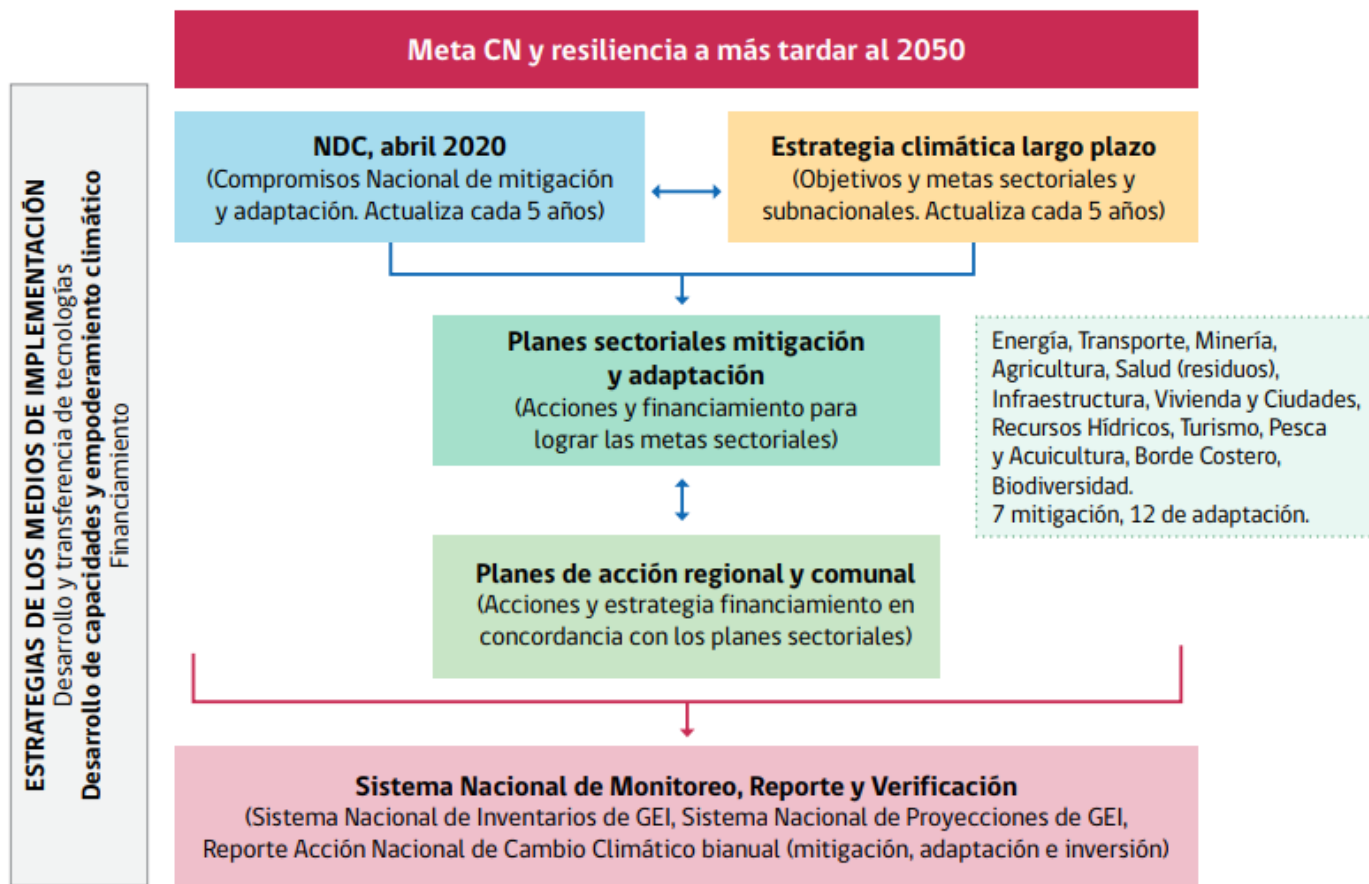 Meta CN y resiliencia a más tardar al 2050
ESTRATEGIAS DE LOS MEDIOS DE IMPLEMENTACIÓN
Desarrollo y transferencia de tecnologías
Desarrollo de capacidades y empoderamiento climático
Financiamiento
NDC, abril 2020
(Compromisos Nacional de mitigación
y adaptación. Actualiza cada 5 años)
Estrategia climática largo plazo
(Objetivos y metas sectoriales y
subnacionales. Actualiza cada 5 años)
Planes sectoriales mitigación
y adaptación
(Acciones y financiamiento para
lograr las metas sectoriales)
Energía, Transporte, Minería,
Agricultura, Salud (residuos),
Infraestructura, Vivienda y Ciudades,
Recursos Hídricos, Turismo, Pesca
y Acuicultura, Borde Costero,
Biodiversidad.
7 mitigación, 12 de adaptación.
Planes de acción regional y comunal
(Acciones y estrategia financiamiento en
concordancia con los planes sectoriales)
Sistema Nacional de Monitoreo, Reporte y Verificación
(Sistema Nacional de Inventarios de GEI, Sistema Nacional de Proyecciones de GEI,
Reporte Acción Nacional de Cambio Climático bianual (mitigación, adaptación e inversión)